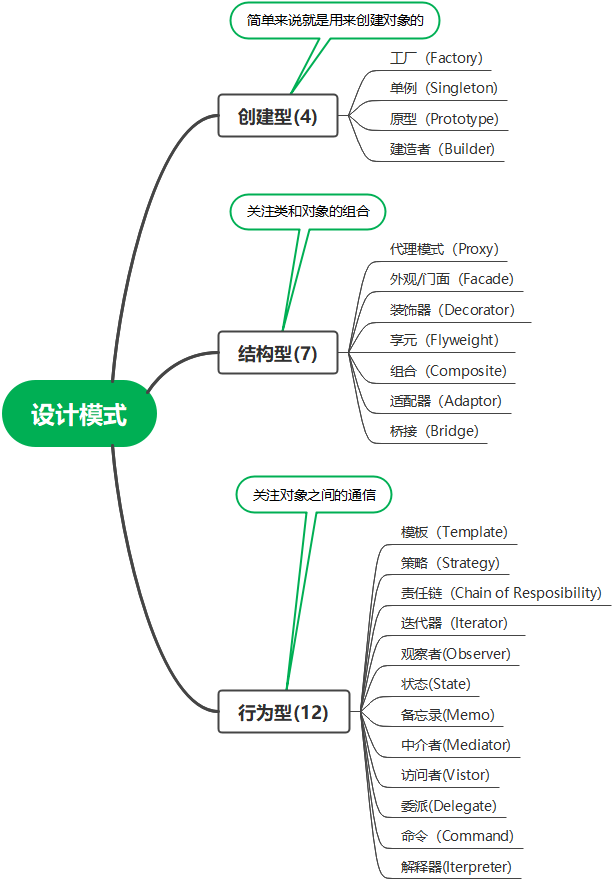 简单来说就是用来创建对象的
创建型(4)
工厂（Factory)
单例（Singleton)
原型（Prototype)
建造者（Builder)
关注类和对象的组合
结构型(7)
代理模式（Proxy）
外观/门面（Facade)
装饰器（Decorator）
享元（Flyweight)
组合（Composite)
适配器（Adaptor)
桥接（Bridge)
设计模式
关注对象之间的通信
行为型(12)
模板（Template)
策略（Strategy)
责任链（Chain of Resposibility)
迭代器（Iterator)
观察者(Observer)
状态(State)
备忘录(Memo)
中介者(Mediator)
访问者(Vistor)
委派(Delegate)
命令（Command)
解释器(Iterpreter)